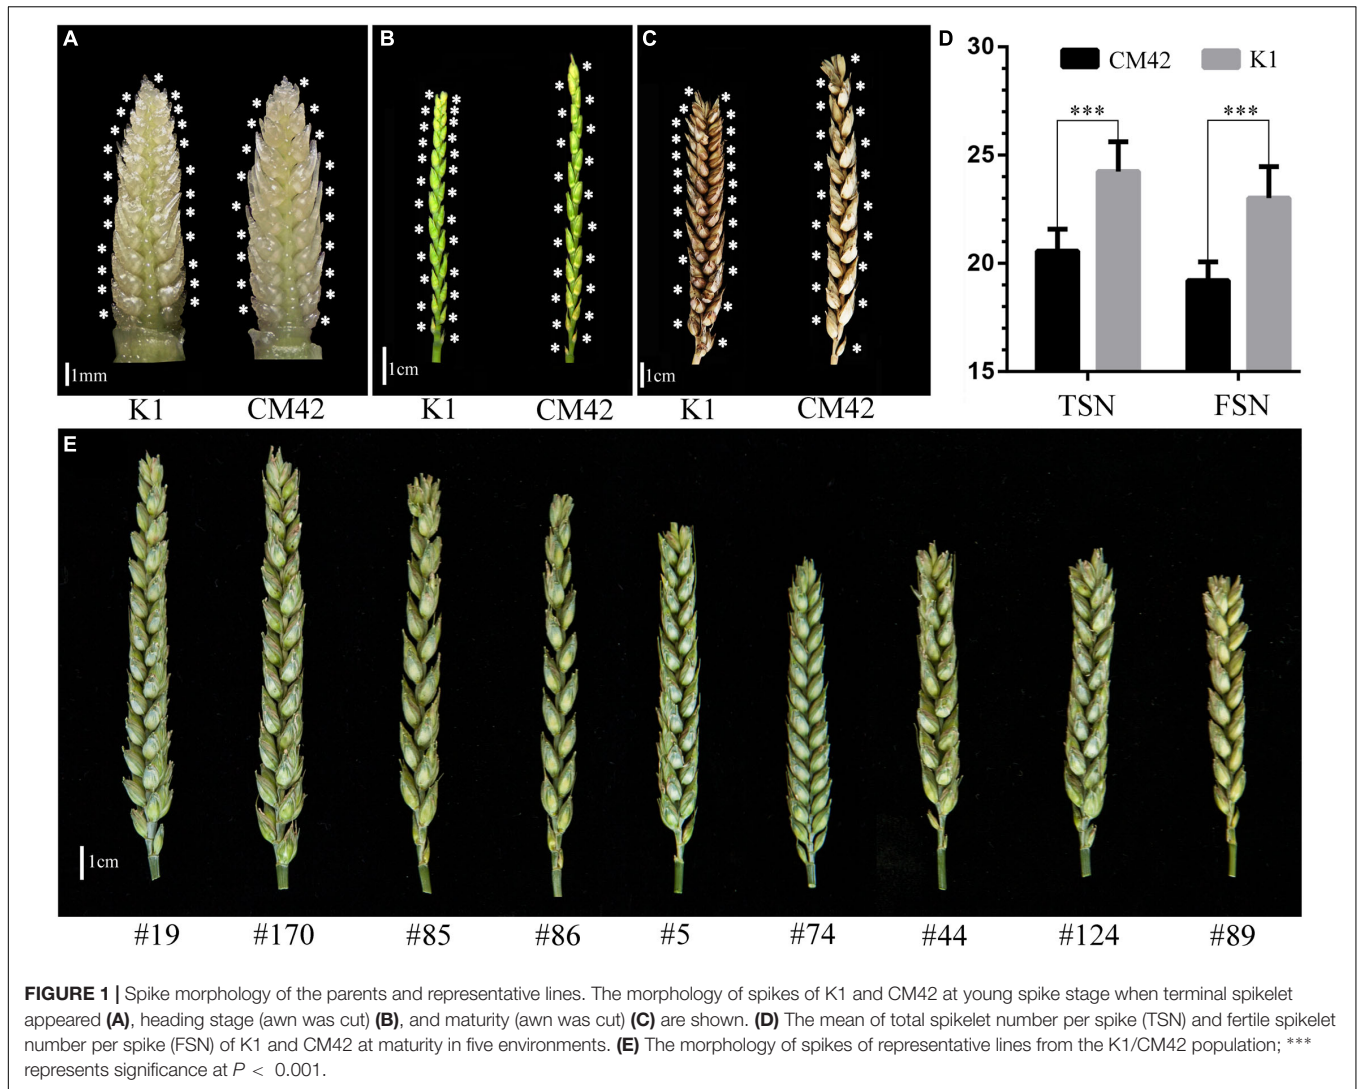 A
B
C
D
1mm
1cm
1cm
K1 CM42
K1 CM42
K1 CM42
CM42 K1
30
25
20
15
*** ***
TSN FSN
E
1cm
#19 #170 #85 #86 #5 #74 #44 #124 #89
FIGURE 1 | Spike morphology of the parents and representative lines. The morphology of spikes of K1 and CM42 at young spike stage when terminal spikelet
appeared (A), heading stage (awn was cut) (B), and maturity (awn was cut) (C) are shown. (D) The mean of total spikelet number per spike (TSN) and fertile spikelet
number per spike (FSN) of K1 and CM42 at maturity in five environments. (E) The morphology of spikes of representative lines from the K1/CM42 population; ***
represents significance at P < 0.001.